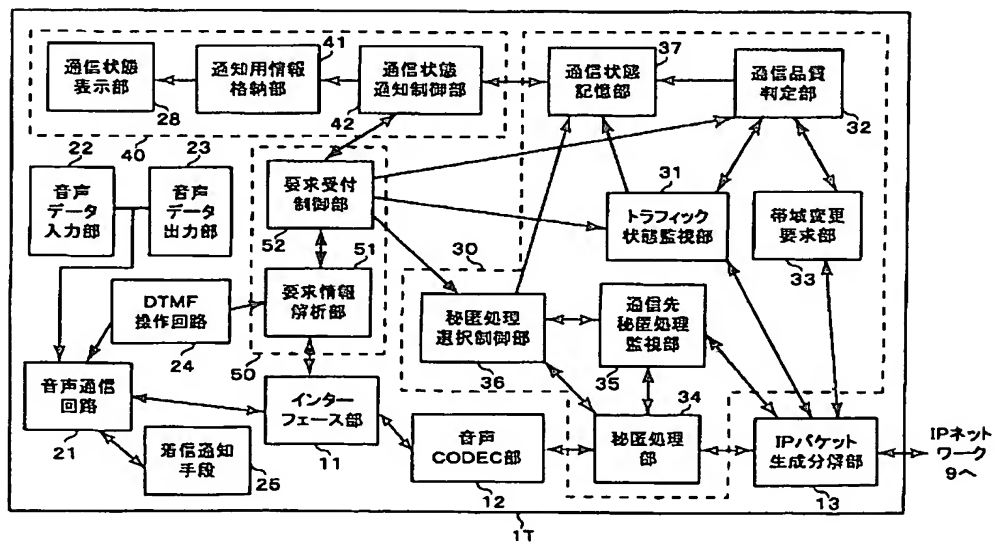 41
37
通信状態
表示部
28
通知用情報
格納部
通信状態
通知制御部
42
通信状態
記憶部
通信品質
判定部
32
40
22
音声
データ
入力部
23
音声
データ
出力部
要求受付
制御部
52
31
トラフィック
状態監視部
帯域変更
要求部
33
51
要求情報
解析部
30
DTMF
操作回路
24
50
秘匿処理
選択制御部
36
通信先
秘匿処理
監視部
35
音声通信
回路
21
インター
フェース部
11
34
秘匿処理
部
着信通知
手段
25
音声
CODEC部
12
IPパケット
生成分解部
13
IPネット
ワーク
9へ
1T